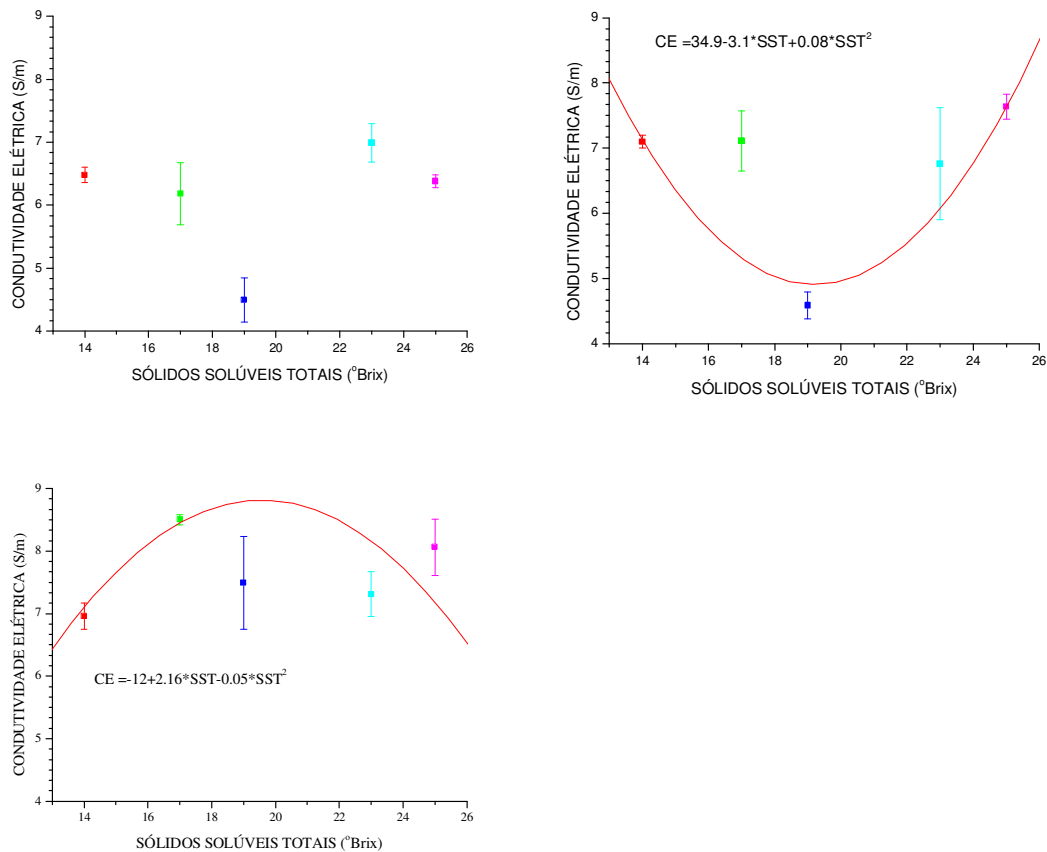 9
8
7
6
5
4
CONDUTIVIDADE ELÉTRICA (S/m)
14 16 18 20 22 24 26
SÓLIDOS SOLÚVEIS TOTAIS (°Brix)
CE =34.9-3.1*SST+0.08*SST²
9
8
7
6
5
4
CONDUTIVIDADE ELÉTRICA (S/m)
14 16 18 20 22 24 26
SÓLIDOS SOLÚVEIS TOTAIS (°Brix)
9
8
7
6
5
4
CONDUTIVIDADE ELÉTRICA (S/m)
CE =-12+2.16*SST-0.05*SST²
14 16 18 20 22 24 26
SÓLIDOS SOLÚVEIS TOTAIS (°Brix)